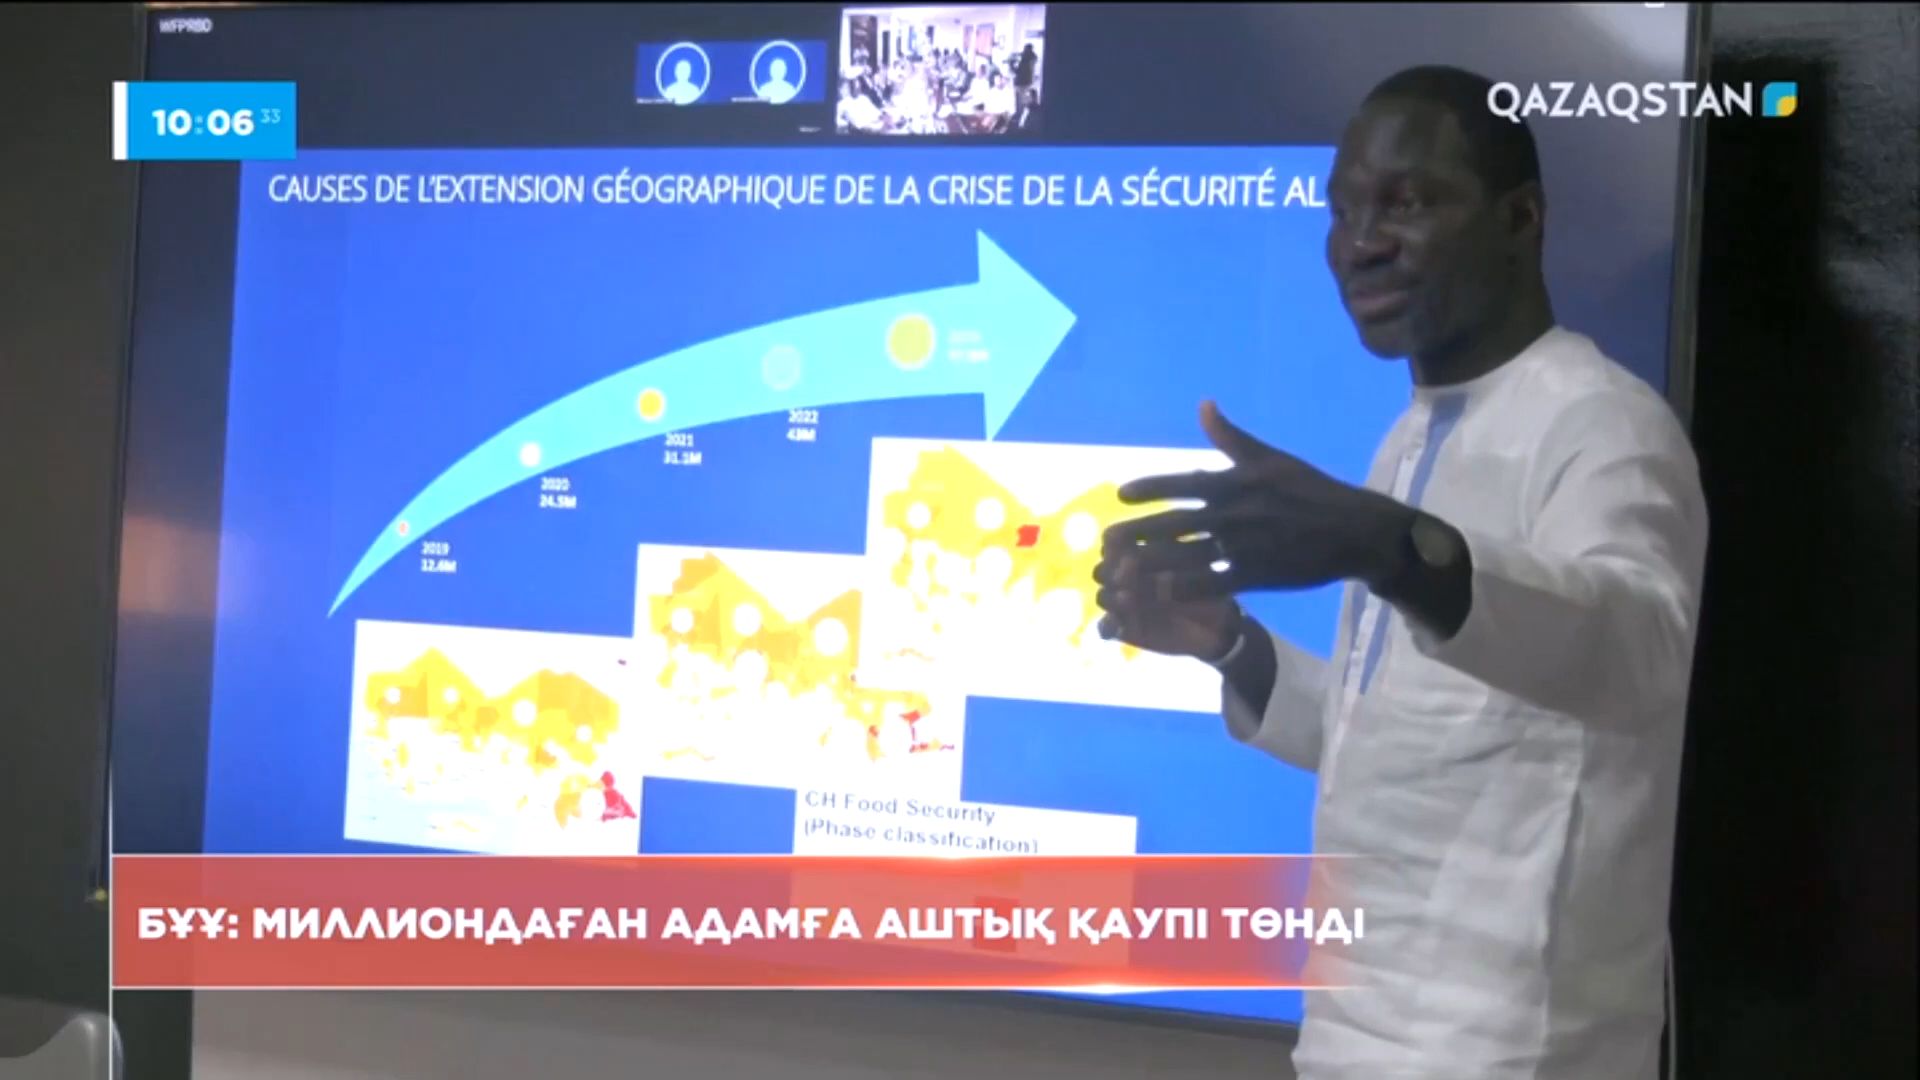 WFPRBD
10:06 33
QAZAQSTAN
CAUSES DE L'EXTENSION GÉOGRAPHIQUE DE LA CRISE DE LA SÉCURITÉ AL
2022
43M
2021
31.1M
2020
24.5M
2019
12.6M
CH Food Security
(Phase classification)
БҰҰ: МИЛЛИОНДАҒАН АДАМҒА АШТЫҚ ҚАУПІ ТӨНДІ